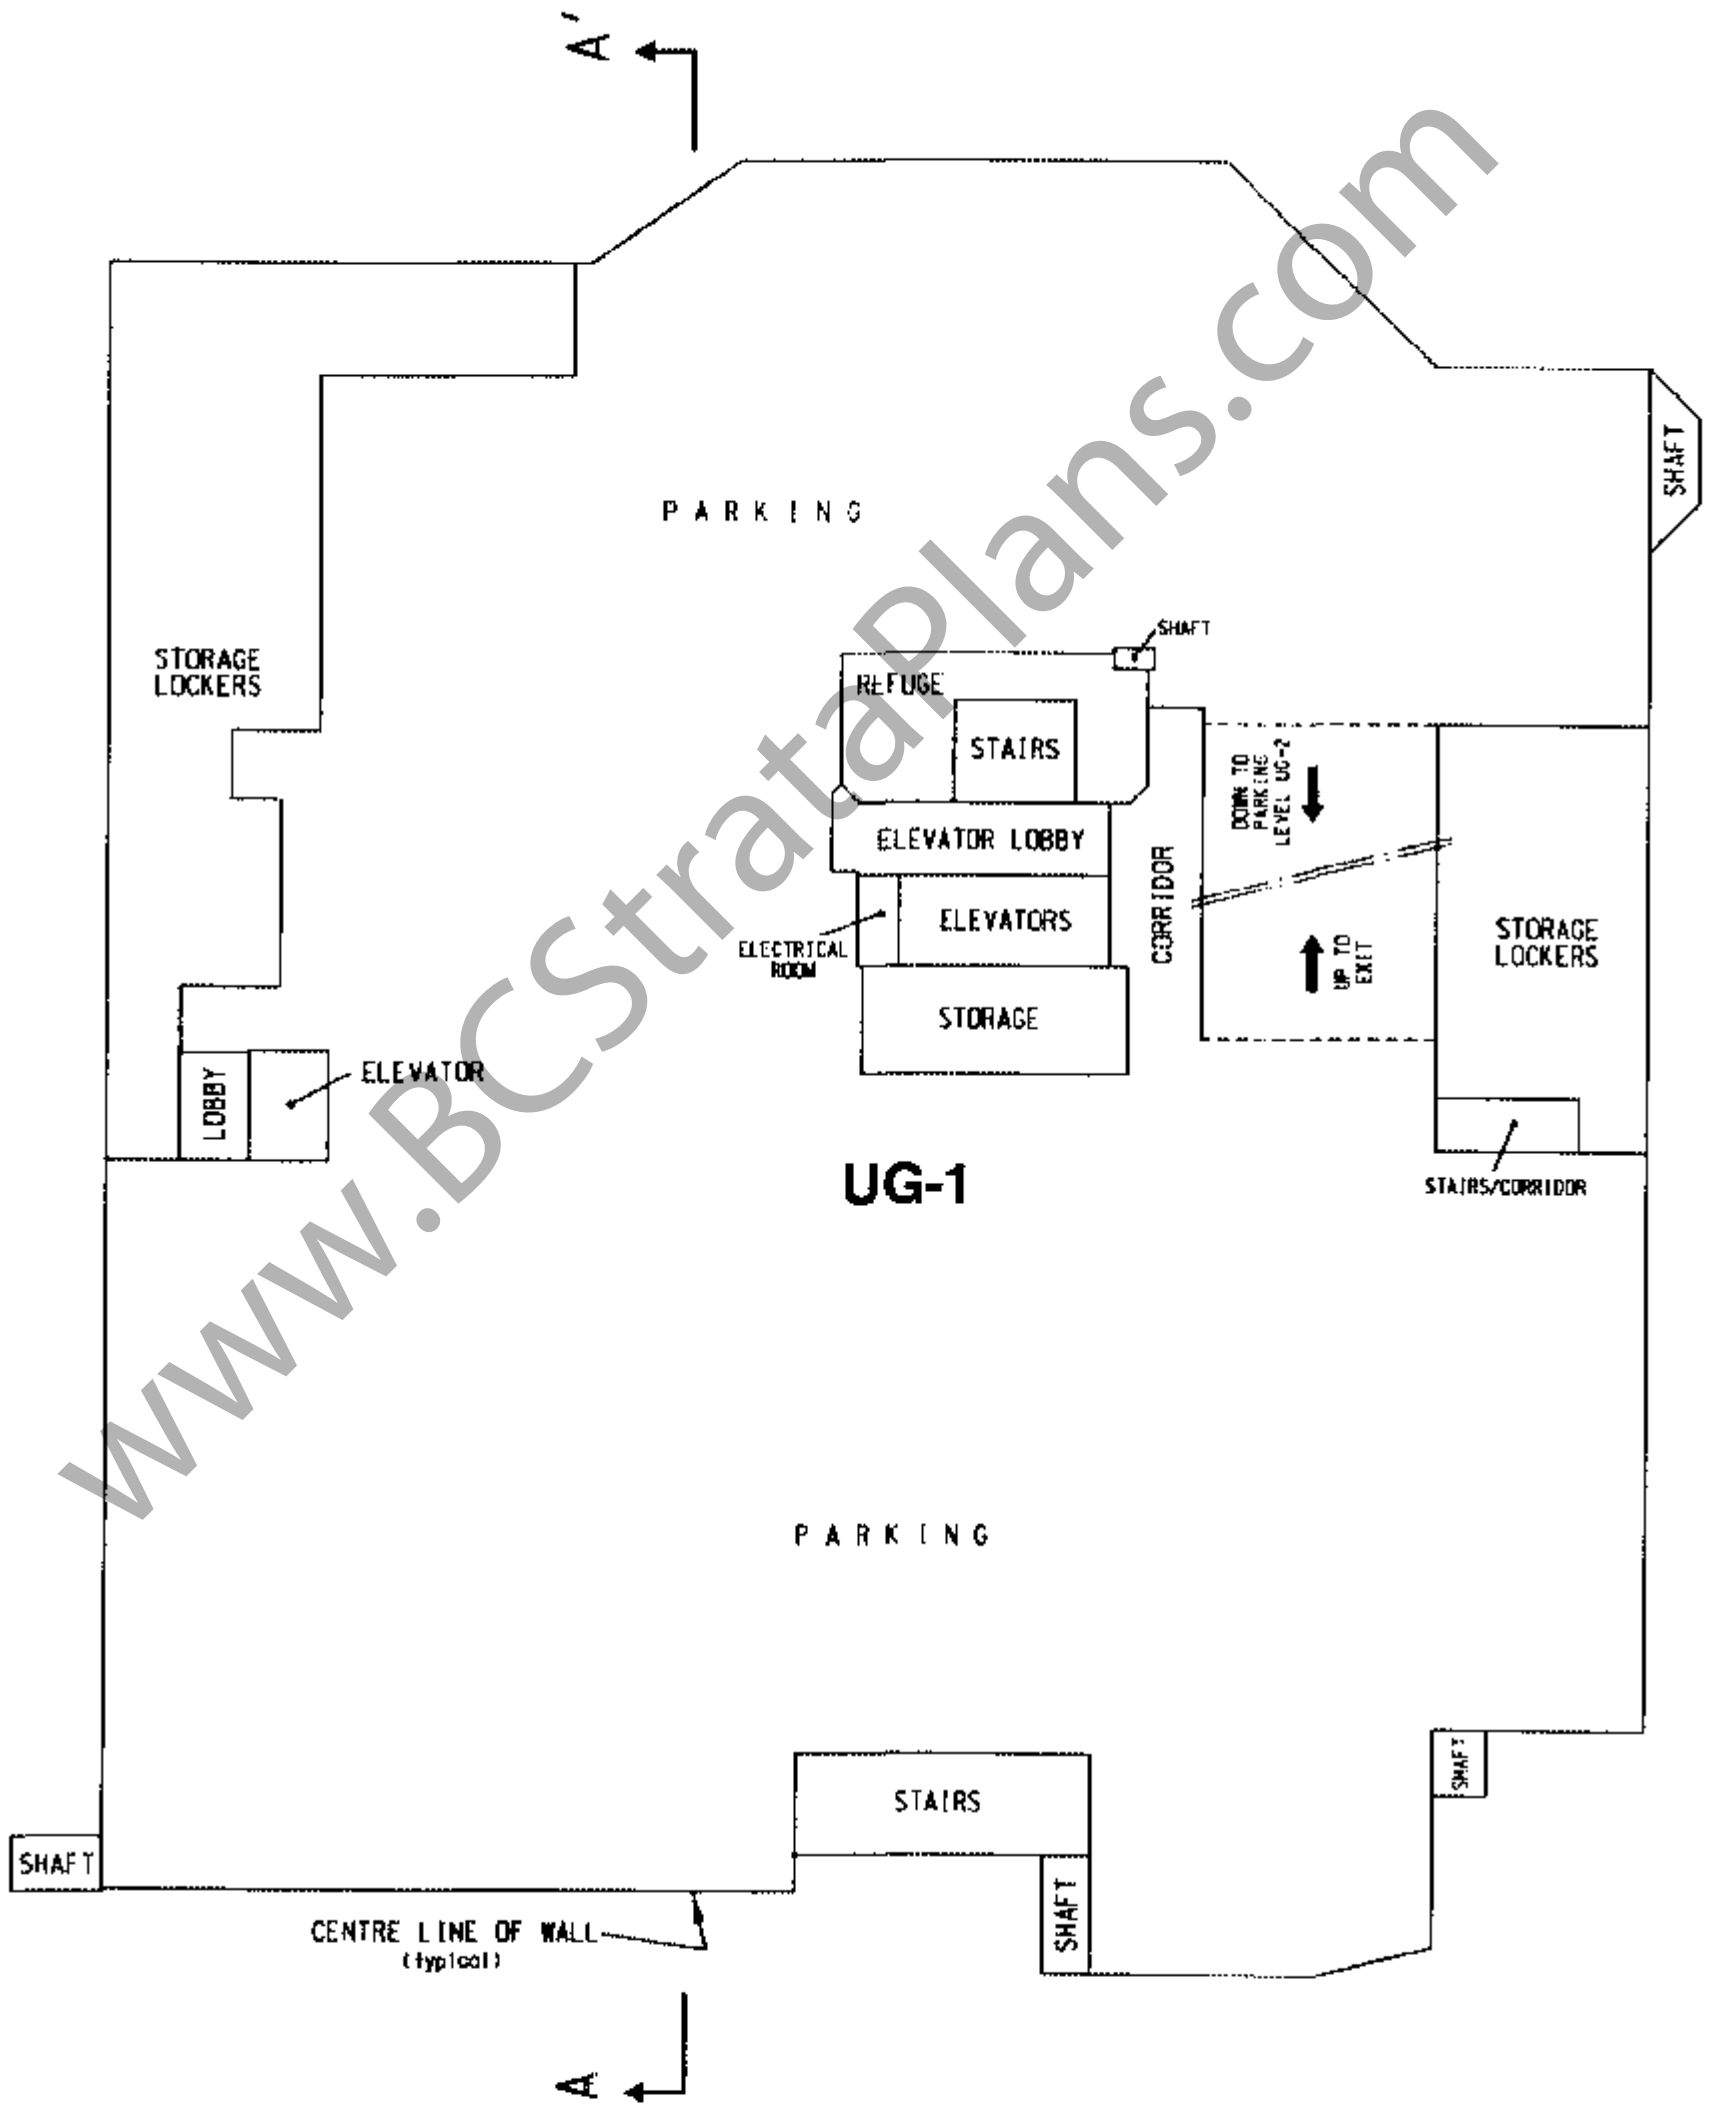 A'
PARKING
SHAFT
STORAGE
LOCKERS
SHAFT
REFUGE
STAIRS
DOWN TO
PARKING
LEVEL UG-2
ELEVATOR LOBBY
CORRIDOR
ELEVATORS
ELECTRICAL
ROOM
STORAGE
LOCKERS
UP TO
EXIT
STORAGE
ELEVATOR
LOBBY
UG-1
STAIRS/CORRIDOR
PARKING
SHAFT
STAIRS
SHAFT
SHAFT
CENTRE LINE OF WALL
(typical)
A
www.BCStrataPlans.com